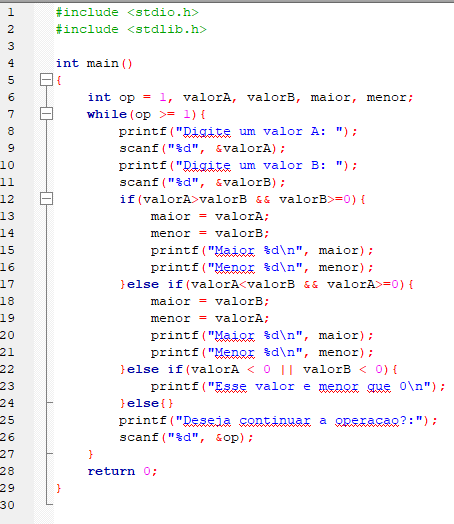 1 #include <stdio.h>
2 #include <stdlib.h>
3
4 int main()
5 {
6 int op = 1, valorA, valorB, maior, menor;
7 while(op >= 1){
8 printf("Digite um valor A: ");
9 scanf("%d", &valorA);
10 printf("Digite um valor B: ");
11 scanf("%d", &valorB);
12 if(valorA>valorB && valorB>=0){
13 maior = valorA;
14 menor = valorB;
15 printf("Maior %d\n", maior);
16 printf("Menor %d\n", menor);
17 }else if(valorA<valorB && valorA>=0){
18 maior = valorB;
19 menor = valorA;
20 printf("Maior %d\n", maior);
21 printf("Menor %d\n", menor);
22 }else if(valorA < 0 || valorB < 0){
23 printf("Esse valor e menor que 0\n");
24 }else{}
25 printf("Deseja continuar a operacao?:");
26 scanf("%d", &op);
27 }
28 return 0;
29 }
30